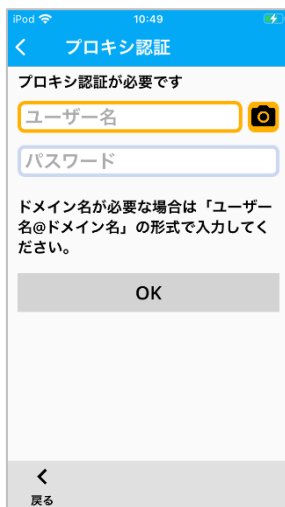 iPod 10:49
プロキシ認証
プロキシ認証が必要です
ユーザー名
パスワード
ドメイン名が必要な場合は「ユーザー
名@ドメイン名」の形式で入力してく
ださい。
OK
戻る